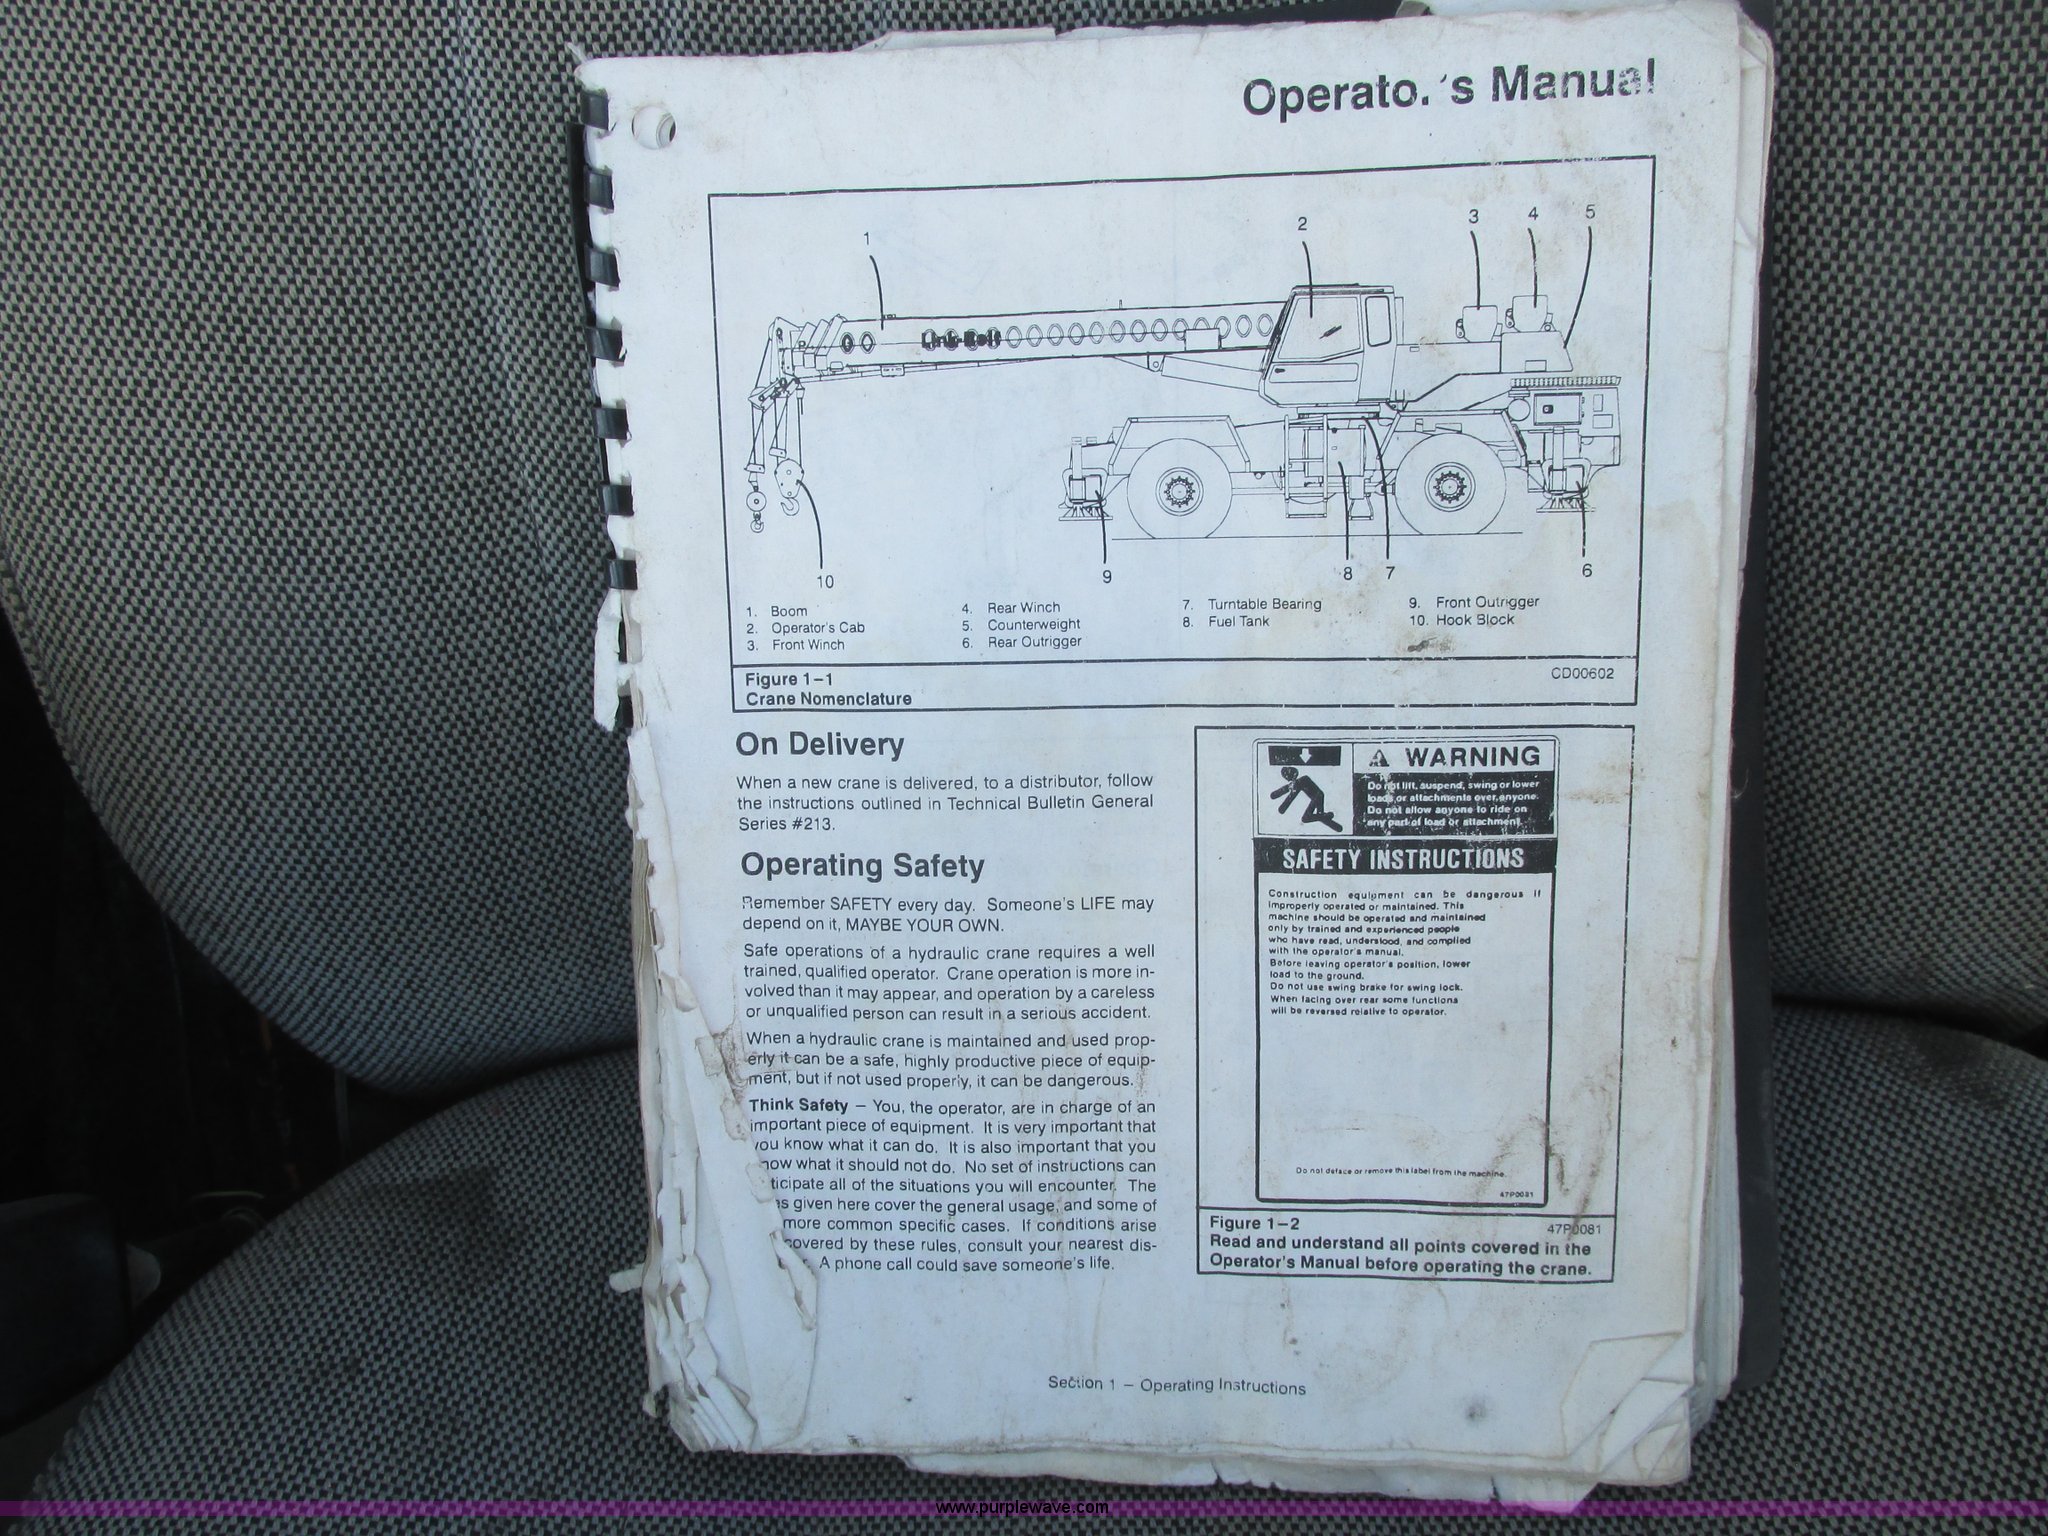 Operato. 's Manual
1
2
3
4
5
Link-Belt
10
9
8
7
6
1. Boom
2. Operator's Cab
3. Front Winch
4. Rear Winch
5. Counterweight
6. Rear Outrigger
7. Turntable Bearing
8. Fuel Tank
9. Front Outrigger
10. Hook Block
Figure 1–1
Crane Nomenclature
CD00602
On Delivery
When a new crane is delivered, to a distributor, follow
the instructions outlined in Technical Bulletin General
Series #213.
Operating Safety
Remember SAFETY every day. Someone's LIFE may
depend on it, MAYBE YOUR OWN.
Safe operations of a hydraulic crane requires a well
trained, qualified operator. Crane operation is more in-
volved than it may appear, and operation by a careless
or unqualified person can result in a serious accident.
When a hydraulic crane is maintained and used prop-
erly it can be a safe, highly productive piece of equip-
ment, but if not used properly, it can be dangerous.
Think Safety – You, the operator, are in charge of an
important piece of equipment. It is very important that
you know what it can do. It is also important that you
now what it should not do. No set of instructions can
ticipate all of the situations you will encounter. The
s given here cover the general usage, and some of
more common specific cases. If conditions arise
covered by these rules, consult your nearest dis-
A phone call could save someone's life.
WARNING
Do not lift, suspend, swing or lower
loads or attachments over anyone.
Do not allow anyone to ride on
any part of load or attachment.
SAFETY INSTRUCTIONS
Construction equipment can be dangerous if
improperly operated or maintained. This
machine should be operated and maintained
only by trained and experienced people
who have read, understood, and complied
with the operator's manual.
Before leaving operator's position, lower
load to the ground.
Do not use swing brake for swing lock.
When facing over rear some functions
will be reversed relative to operator.
Do not deface or remove this label from the machine.
47P0081
Figure 1–2
47P0081
Read and understand all points covered in the
Operator's Manual before operating the crane.
Section 1 – Operating Instructions
www.purplewave.com